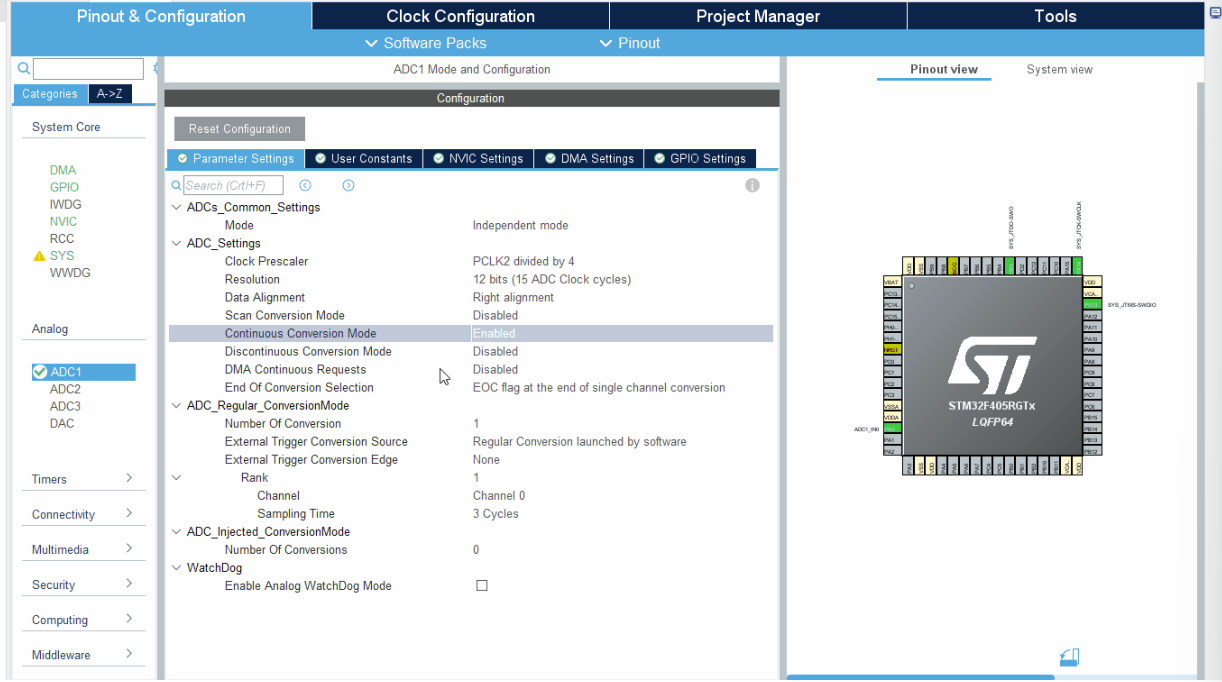 Pinout & Configuration
Clock Configuration
Project Manager
Tools
Software Packs
Pinout
Categories
A->Z
System Core
DMA
GPIO
IWDG
NVIC
RCC
SYS
WWDG
Analog
ADC1
ADC2
ADC3
DAC
Timers
Connectivity
Multimedia
Security
Computing
Middleware
ADC1 Mode and Configuration
Configuration
Reset Configuration
Parameter Settings
User Constants
NVIC Settings
DMA Settings
GPIO Settings
Search (Crtl+F)
ADCs_Common_Settings
Mode Independent mode
ADC_Settings
Clock Prescaler PCLK2 divided by 4
Resolution 12 bits (15 ADC Clock cycles)
Data Alignment Right alignment
Scan Conversion Mode Disabled
Continuous Conversion Mode Enabled
Discontinuous Conversion Mode Disabled
DMA Continuous Requests Disabled
End Of Conversion Selection EOC flag at the end of single channel conversion
ADC_Regular_ConversionMode
Number Of Conversion 1
External Trigger Conversion Source Regular Conversion launched by software
External Trigger Conversion Edge None
Rank 1
Channel Channel 0
Sampling Time 3 Cycles
ADC_Injected_ConversionMode
Number Of Conversions 0
WatchDog
Enable Analog WatchDog Mode
Pinout view
System view
SYS_JTDO-SWO
SYS_JTCK-SWCLK
SYS_JTMS-SWDIO
ADC1_IN0
STM32F405RGTx
LQFP64